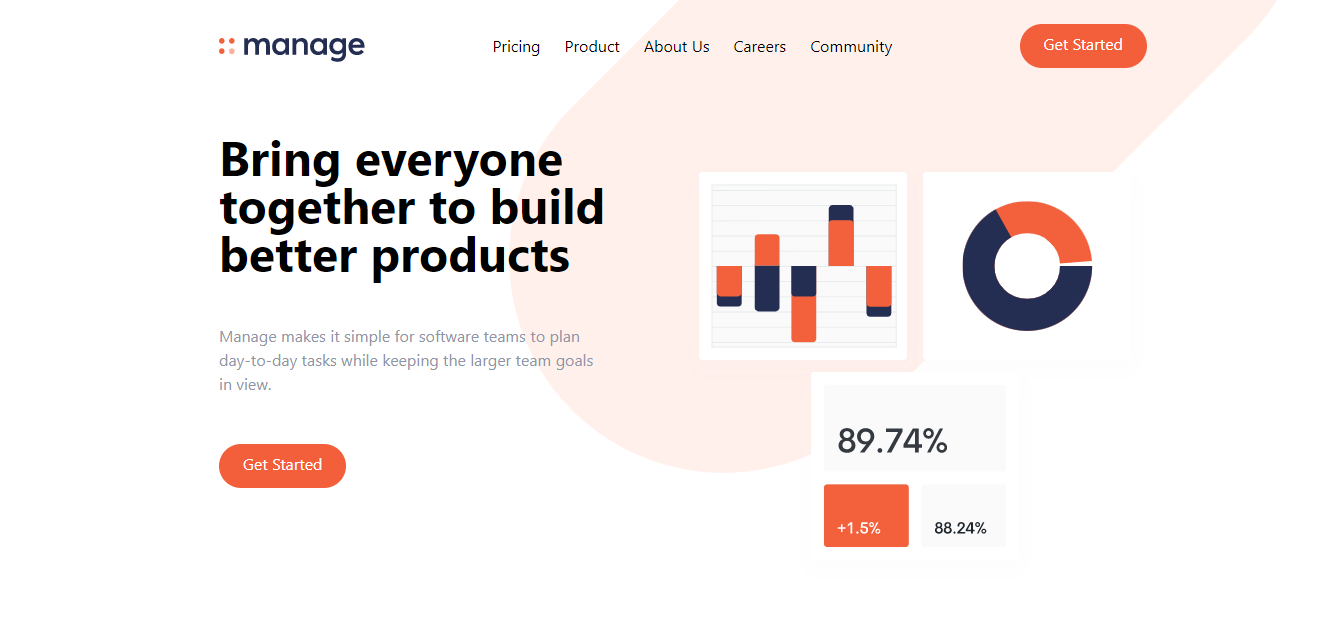 manage
Pricing
Product
About Us
Careers
Community
Get Started
Bring everyone
together to build
better products
Manage makes it simple for software teams to plan
day-to-day tasks while keeping the larger team goals
in view.
Get Started
89.74%
+1.5%
88.24%